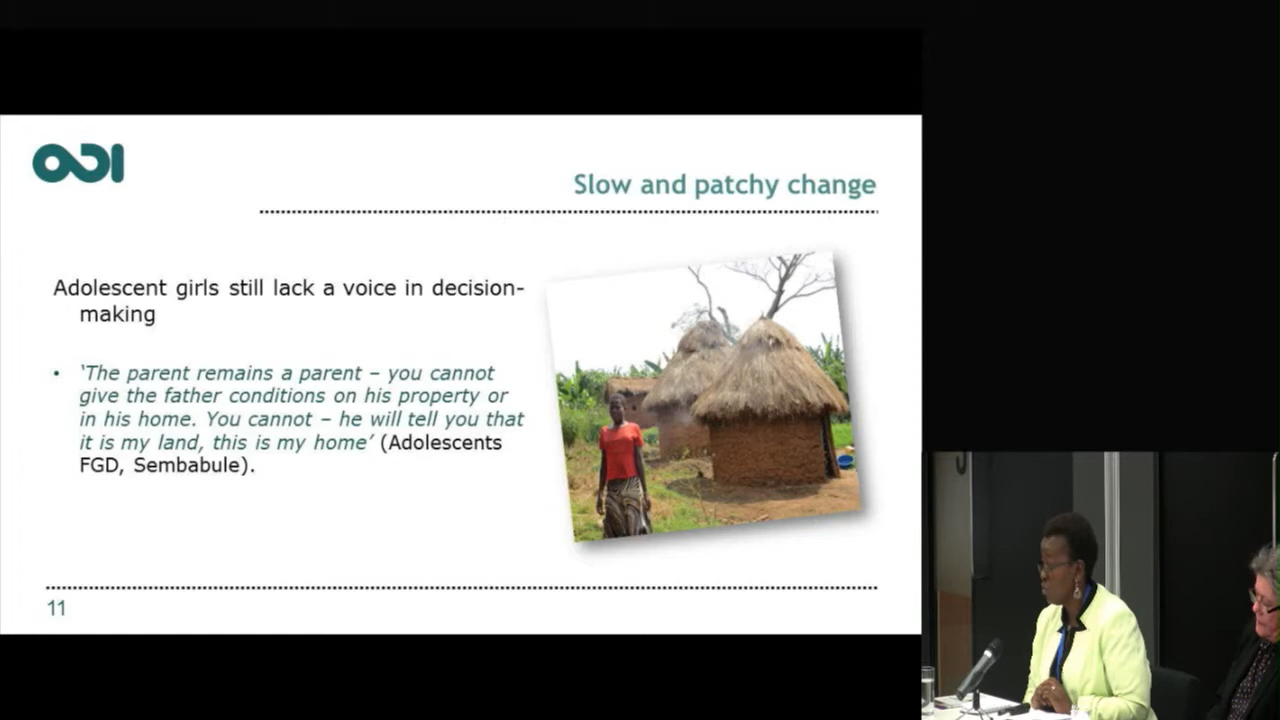 ODI
Slow and patchy change
Adolescent girls still lack a voice in decision-
making
• ‘The parent remains a parent – you cannot
give the father conditions on his property or
in his home. You cannot – he will tell you that
it is my land, this is my home’ (Adolescents
FGD, Sembabule).
11